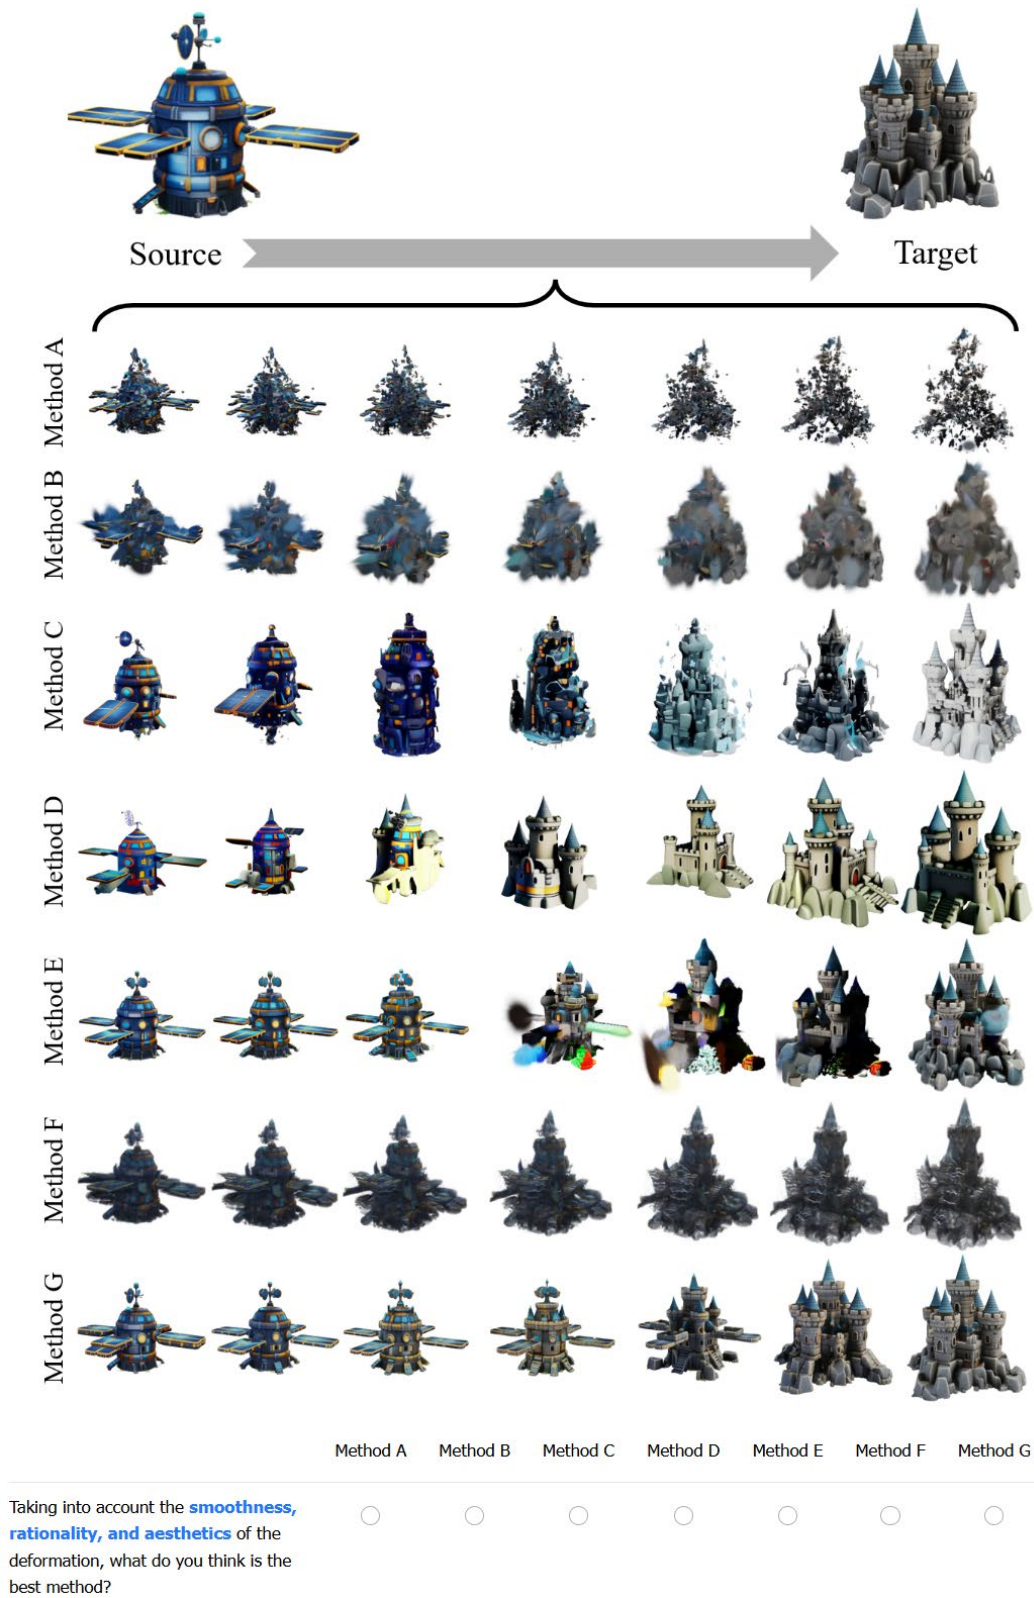 Source
Target
Method A
Method B
Method C
Method D
Method E
Method F
Method G
Method A Method B Method C Method D Method E Method F Method G
Taking into account the smoothness,
rationality, and aesthetics of the
deformation, what do you think is the
best method?